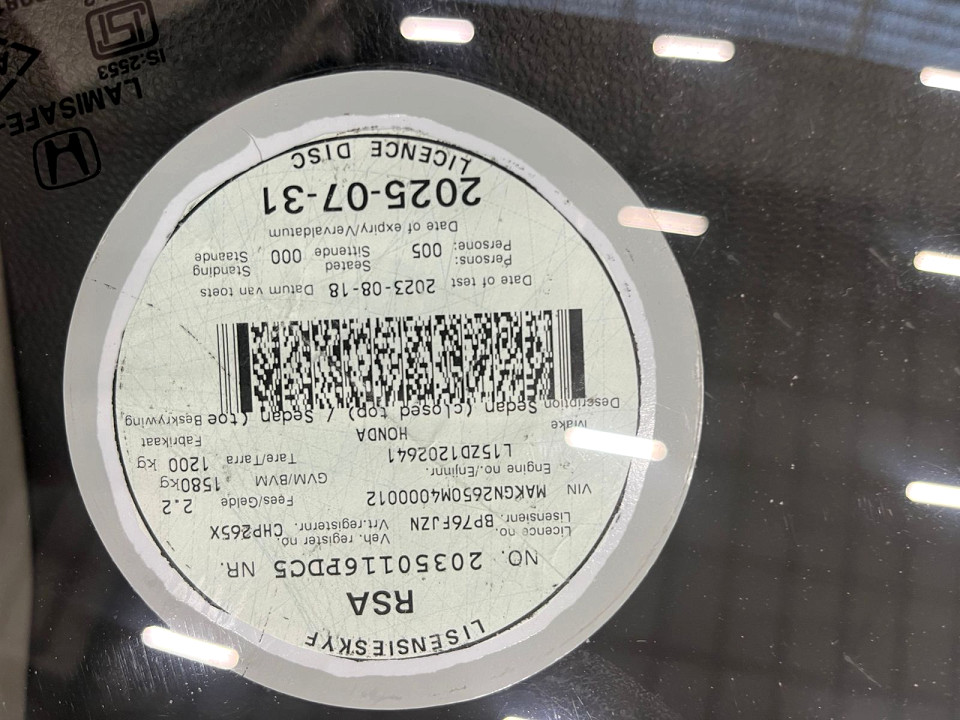 LISENSIESKYF
RSA
NO. 20350116PDC5 NR.
Licence no. Lisensienr. BP76FJZN Veh. register no. Vrt.registernr. CHP265X
VIN MAKGN2650M4000012 Fees/Gelde 2.2
Engine no./Enjinnr. L15ZD1202641 GVM/BVM 1580kg
Tare/Tarra 1200 kg
Make HONDA Fabrikaat
Description Sedan (closed top) / Sedan (toe Beskrywing
Date of test 2023-08-18 Datum van toets
Persons: Persone: 005 Seated Sittende 000 Standing Staande
Date of expiry/Vervaldatum
2025-07-31
LICENCE DISC
LAMISAFE
IS:2553